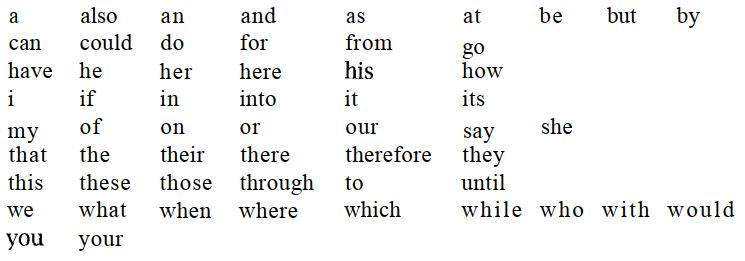 a also an and as at be but by
can could do for from go
have he her here his how
i if in into it its
my of on or our say she
that the their there therefore they
this these those through to until
we what when where which while who with would
you your